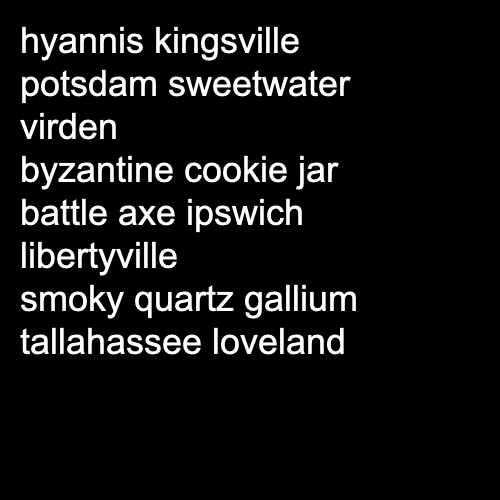 hyannis kingsville
potsdam sweetwater
virden
byzantine cookie jar
battle axe ipswich
libertyville
smoky quartz gallium
tallahassee loveland